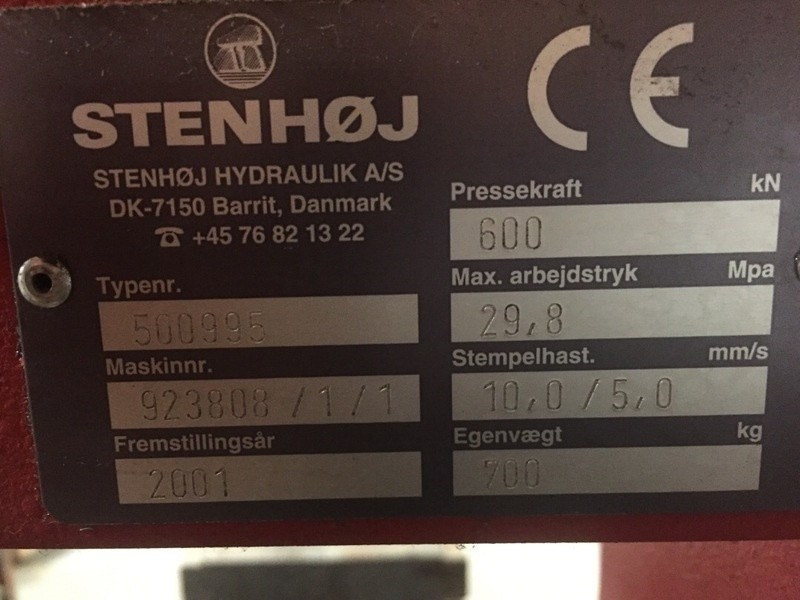 STENHØJ
STENHØJ HYDRAULIK A/S
DK-7150 Barrit, Danmark
☎ +45 76 82 13 22
Typenr.
500995
Maskinnr.
923808 / 1 / 1
Fremstillingsår
2001
CE
Pressekraft kN
600
Max. arbejdstryk Mpa
29,8
Stempelhast. mm/s
10,0 / 5,0
Egenvægt kg
700